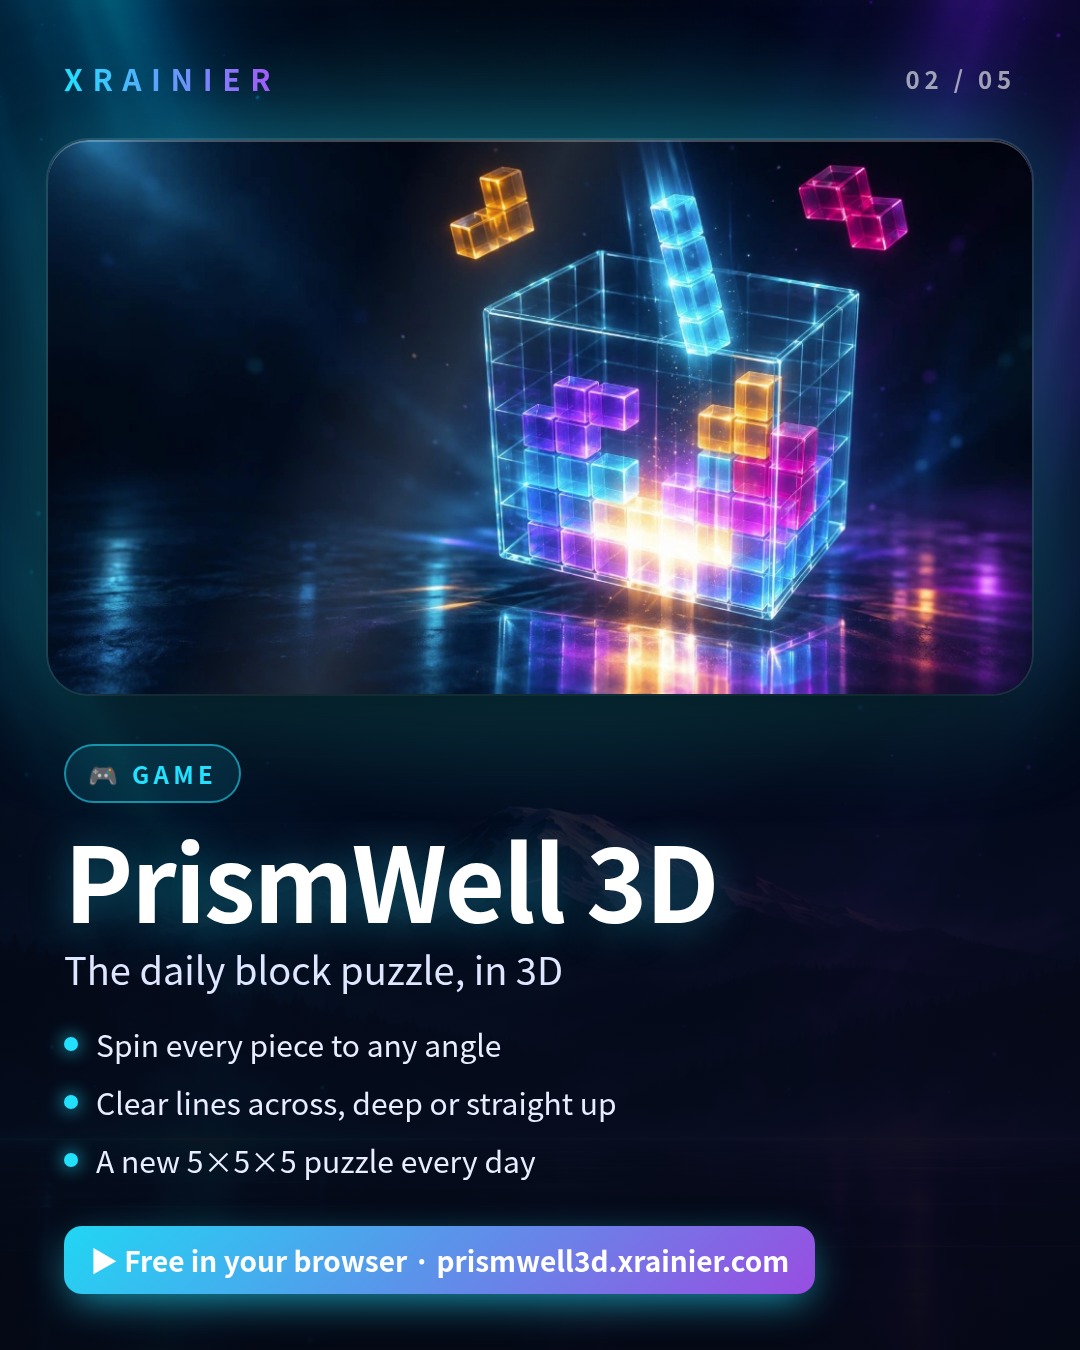 XRAINIER
02 / 05
🎮 GAME
PrismWell 3D
The daily block puzzle, in 3D
Spin every piece to any angle
Clear lines across, deep or straight up
A new 5×5×5 puzzle every day
▶ Free in your browser · prismwell3d.xrainier.com